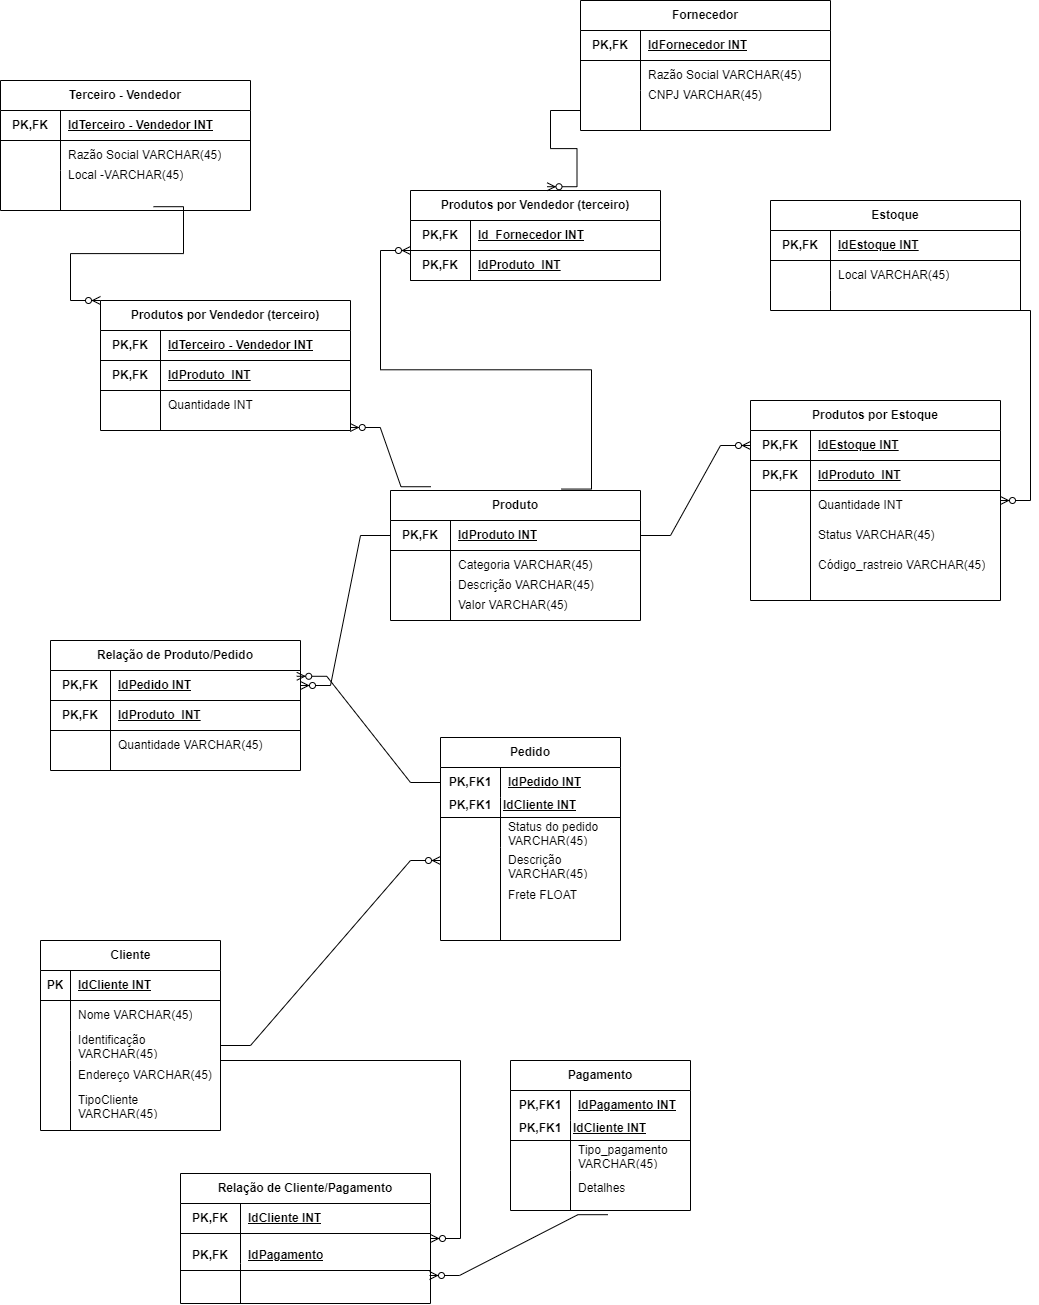 Fornecedor
PK,FK IdFornecedor INT
Razão Social VARCHAR(45)
CNPJ VARCHAR(45)
Terceiro - Vendedor
PK,FK IdTerceiro - Vendedor INT
Razão Social VARCHAR(45)
Local -VARCHAR(45)
Produtos por Vendedor (terceiro)
PK,FK Id_Fornecedor INT
PK,FK IdProduto_INT
Estoque
PK,FK IdEstoque INT
Local VARCHAR(45)
Produtos por Vendedor (terceiro)
PK,FK IdTerceiro - Vendedor INT
PK,FK IdProduto_INT
Quantidade INT
Produtos por Estoque
PK,FK IdEstoque INT
PK,FK IdProduto_INT
Quantidade INT
Status VARCHAR(45)
Código_rastreio VARCHAR(45)
Produto
PK,FK IdProduto INT
Categoria VARCHAR(45)
Descrição VARCHAR(45)
Valor VARCHAR(45)
Relação de Produto/Pedido
PK,FK IdPedido INT
PK,FK IdProduto_INT
Quantidade VARCHAR(45)
Pedido
PK,FK1 IdPedido INT
PK,FK1 IdCliente INT
Status do pedido
VARCHAR(45)
Descrição
VARCHAR(45)
Frete FLOAT
Cliente
PK IdCliente INT
Nome VARCHAR(45)
Identificação
VARCHAR(45)
Endereço VARCHAR(45)
TipoCliente
VARCHAR(45)
Pagamento
PK,FK1 IdPagamento INT
PK,FK1 IdCliente INT
Tipo_pagamento
VARCHAR(45)
Detalhes
Relação de Cliente/Pagamento
PK,FK IdCliente INT
PK,FK IdPagamento